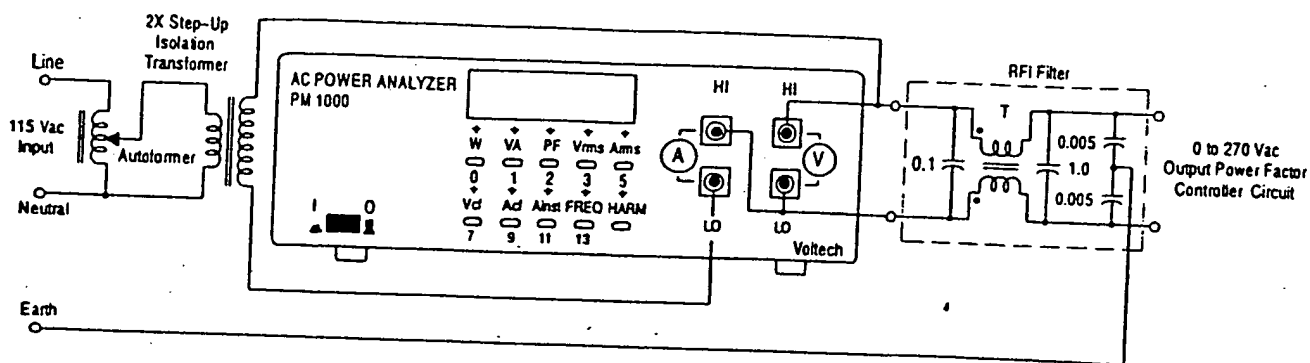 2X Step-Up
Isolation
Transformer
Line
115 Vac
Input
Autoformer
Neutral
Earth
AC POWER ANALYZER
PM 1000
W VA PF Vrms Arms
0 1 2 3 5
Vcf Acf Ainst FREQ HARM
7 9 11 13
I O
HI HI
A V
LO LO
Voltech
RFI Filter
T
0.1
1.0
0.005
0.005
0 to 270 Vac
Output Power Factor
Controller Circuit
4